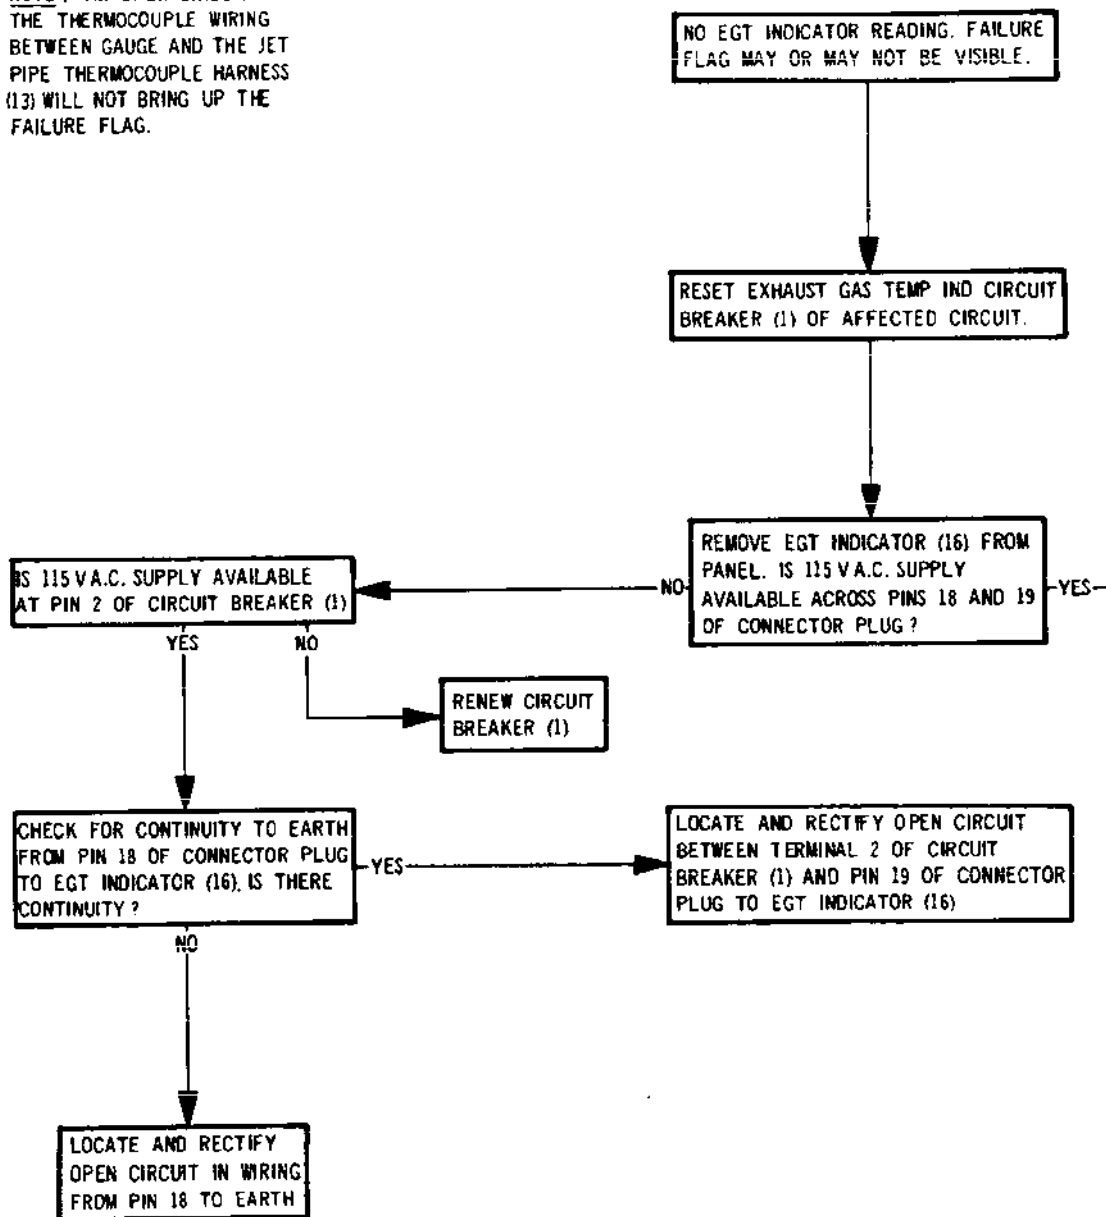 THE THERMOCOUPLE WIRING
BETWEEN GAUGE AND THE JET
PIPE THERMOCOUPLE HARNESS
(13) WILL NOT BRING UP THE
FAILURE FLAG.
NO EGT INDICATOR READING. FAILURE
FLAG MAY OR MAY NOT BE VISIBLE.
RESET EXHAUST GAS TEMP IND CIRCUIT
BREAKER (1) OF AFFECTED CIRCUIT.
REMOVE EGT INDICATOR (16) FROM
PANEL. IS 115 V A.C. SUPPLY
AVAILABLE ACROSS PINS 18 AND 19
OF CONNECTOR PLUG ?
NO
YES
IS 115 V A.C. SUPPLY AVAILABLE
AT PIN 2 OF CIRCUIT BREAKER (1)
YES
NO
RENEW CIRCUIT
BREAKER (1)
CHECK FOR CONTINUITY TO EARTH
FROM PIN 18 OF CONNECTOR PLUG
TO EGT INDICATOR (16). IS THERE
CONTINUITY ?
YES
LOCATE AND RECTIFY OPEN CIRCUIT
BETWEEN TERMINAL 2 OF CIRCUIT
BREAKER (1) AND PIN 19 OF CONNECTOR
PLUG TO EGT INDICATOR (16)
NO
LOCATE AND RECTIFY
OPEN CIRCUIT IN WIRING
FROM PIN 18 TO EARTH